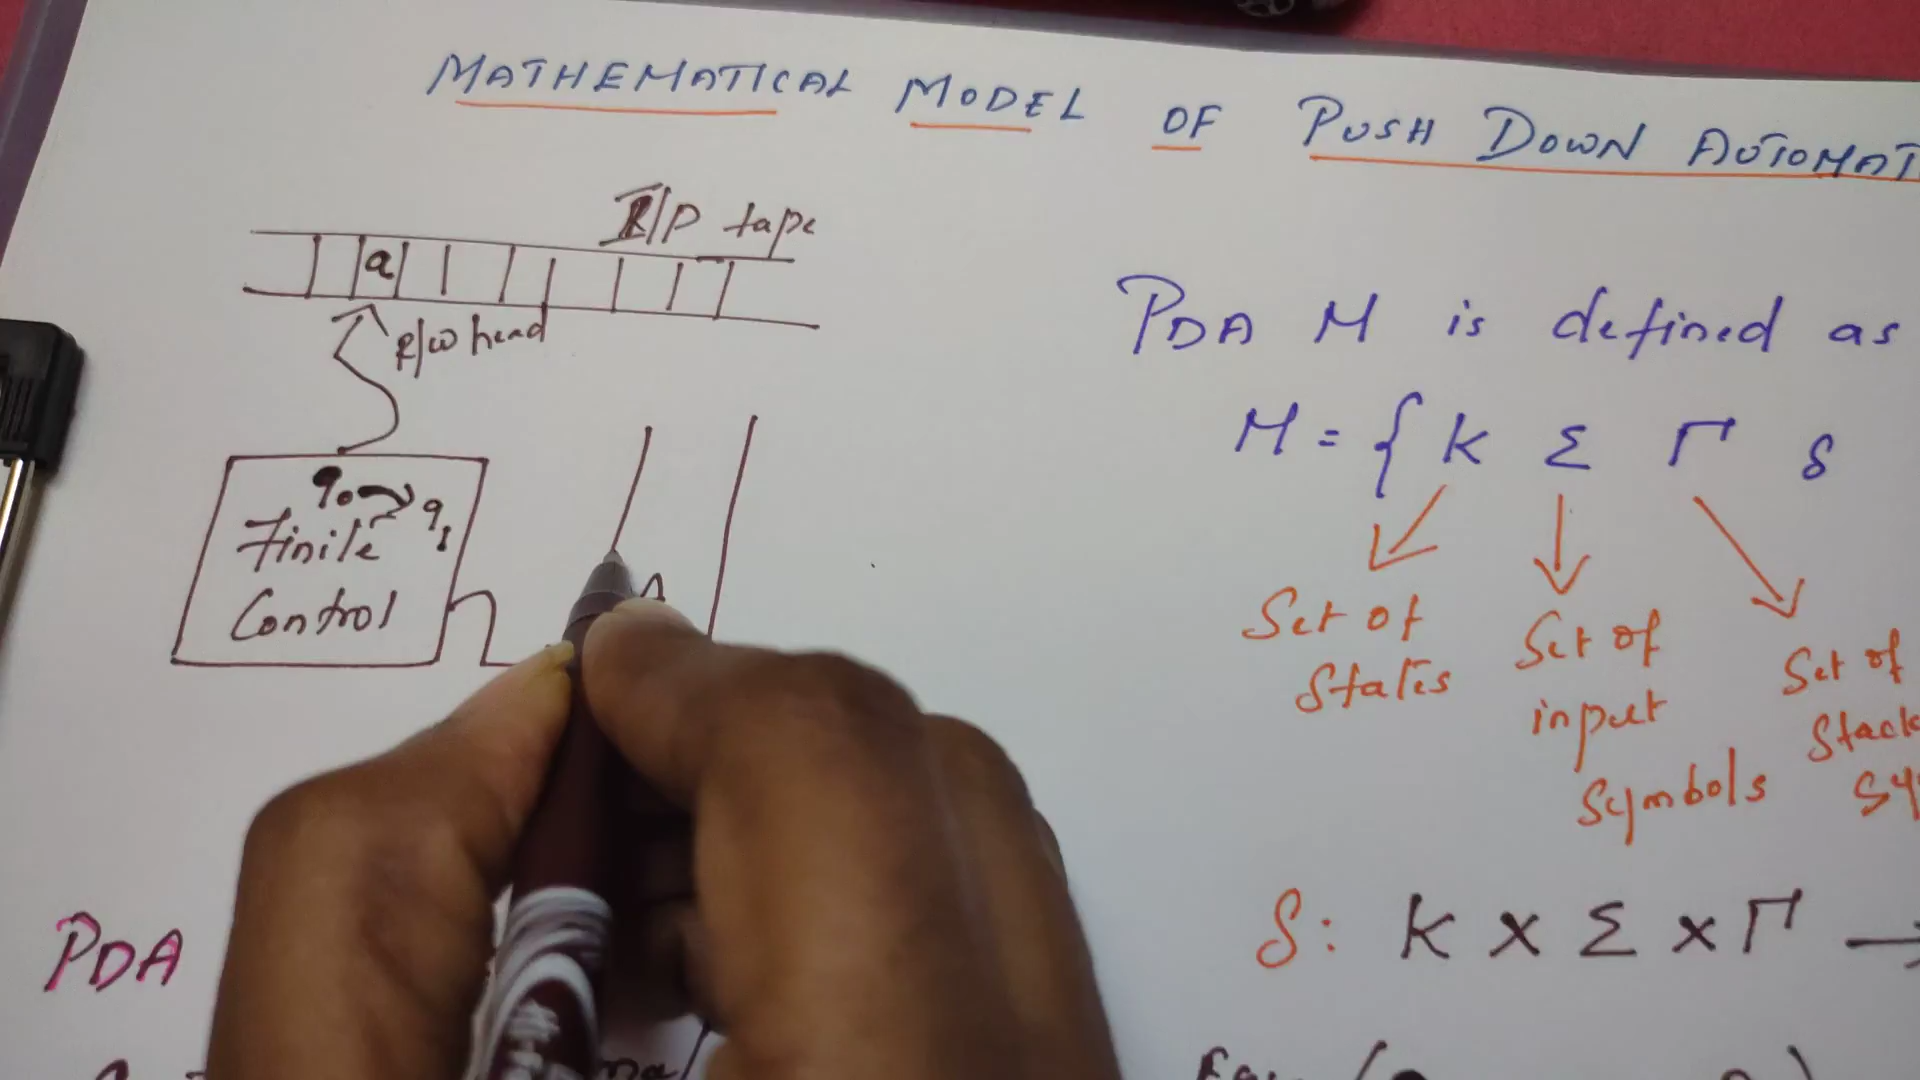 MATHEMATICAL MODEL OF PUSH DOWN AUTOMAT
I/P tape
a
R/W head
q0 q1
Finite
Control
PDA
PDA M is defined as
M = { K Σ Γ δ
Set of
States
Set of
input
Symbols
Set of
Stack
Sy
δ: K x Σ x Γ →